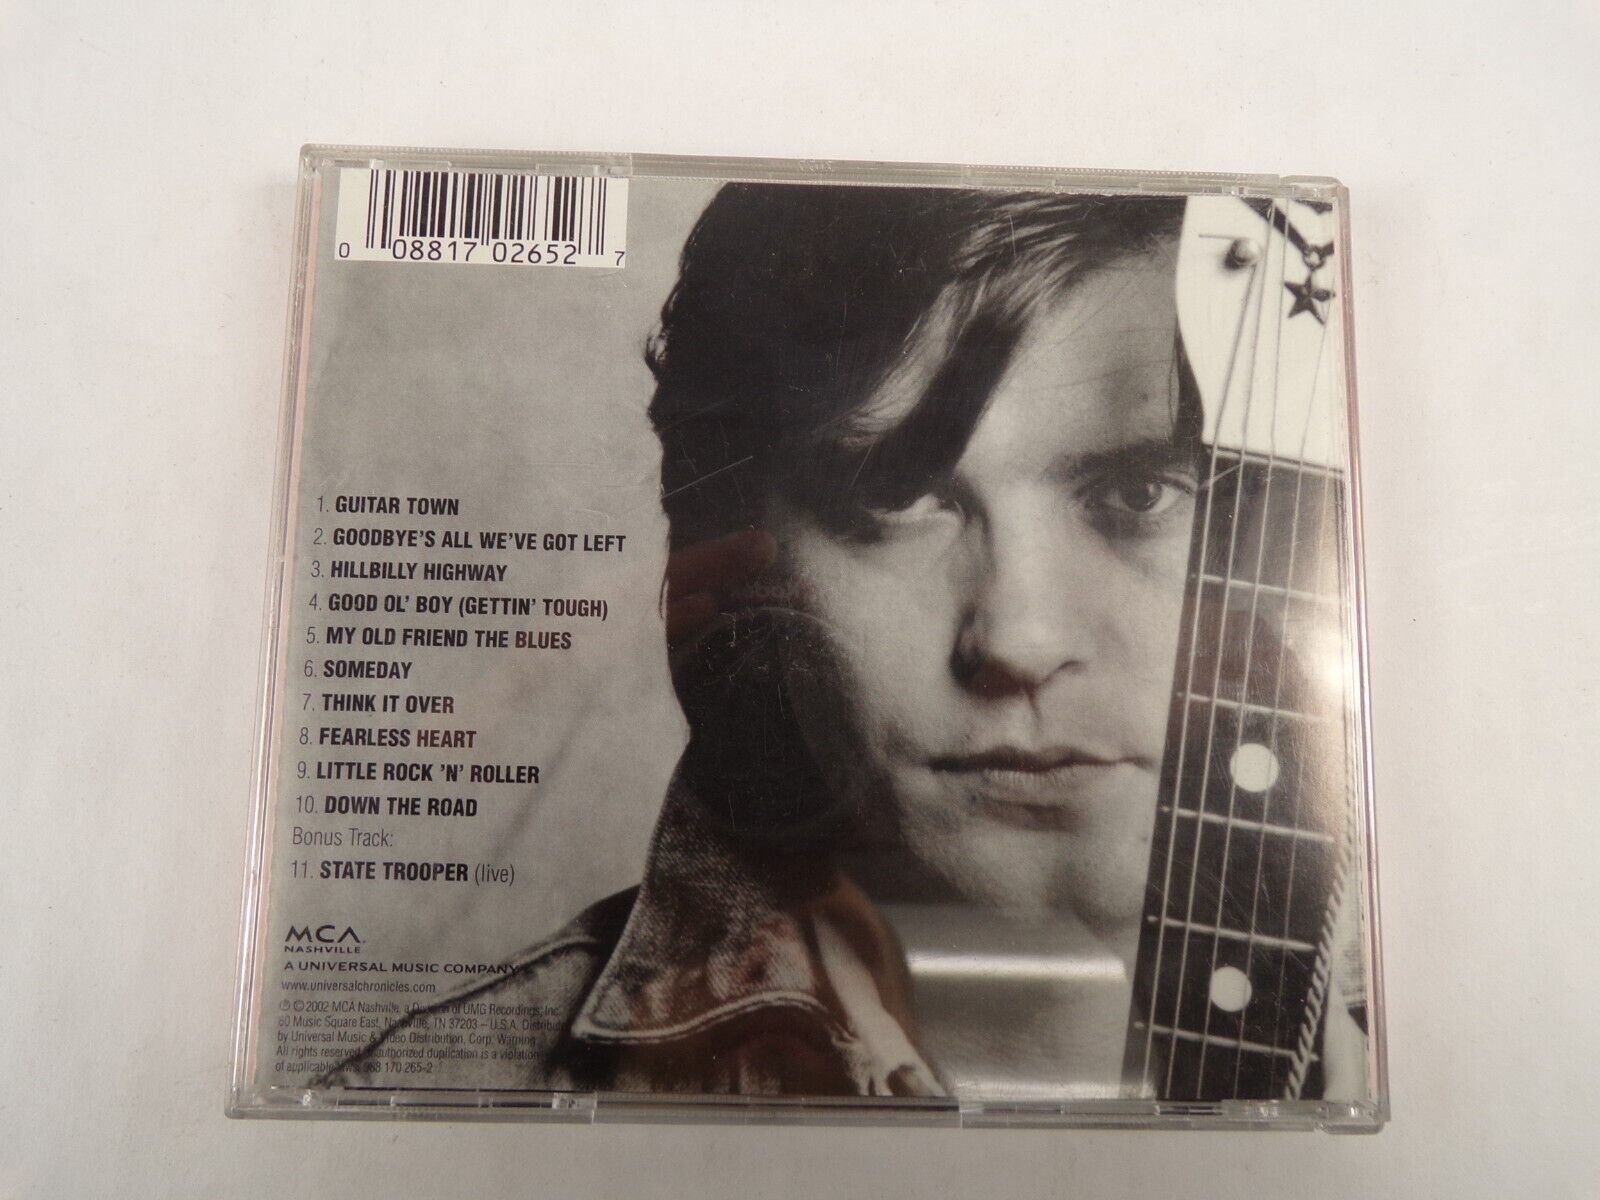 0 08817 02652 7
1. GUITAR TOWN
2. GOODBYE'S ALL WE'VE GOT LEFT
3. HILLBILLY HIGHWAY
4. GOOD OL' BOY (GETTIN' TOUGH)
5. MY OLD FRIEND THE BLUES
6. SOMEDAY
7. THINK IT OVER
8. FEARLESS HEART
9. LITTLE ROCK 'N' ROLLER
10. DOWN THE ROAD
Bonus Track:
11. STATE TROOPER (live)
MCA
NASHVILLE
A UNIVERSAL MUSIC COMPANY
www.universalchronicles.com
℗ © 2002 MCA Nashville, a Division of UMG Recordings, Inc.
60 Music Square East, Nashville, TN 37203 – U.S.A.
by Universal Music & Video Distribution, Corp. Warning
All rights reserved. Unauthorized duplication is a violation
of applicable laws. 170 265-2